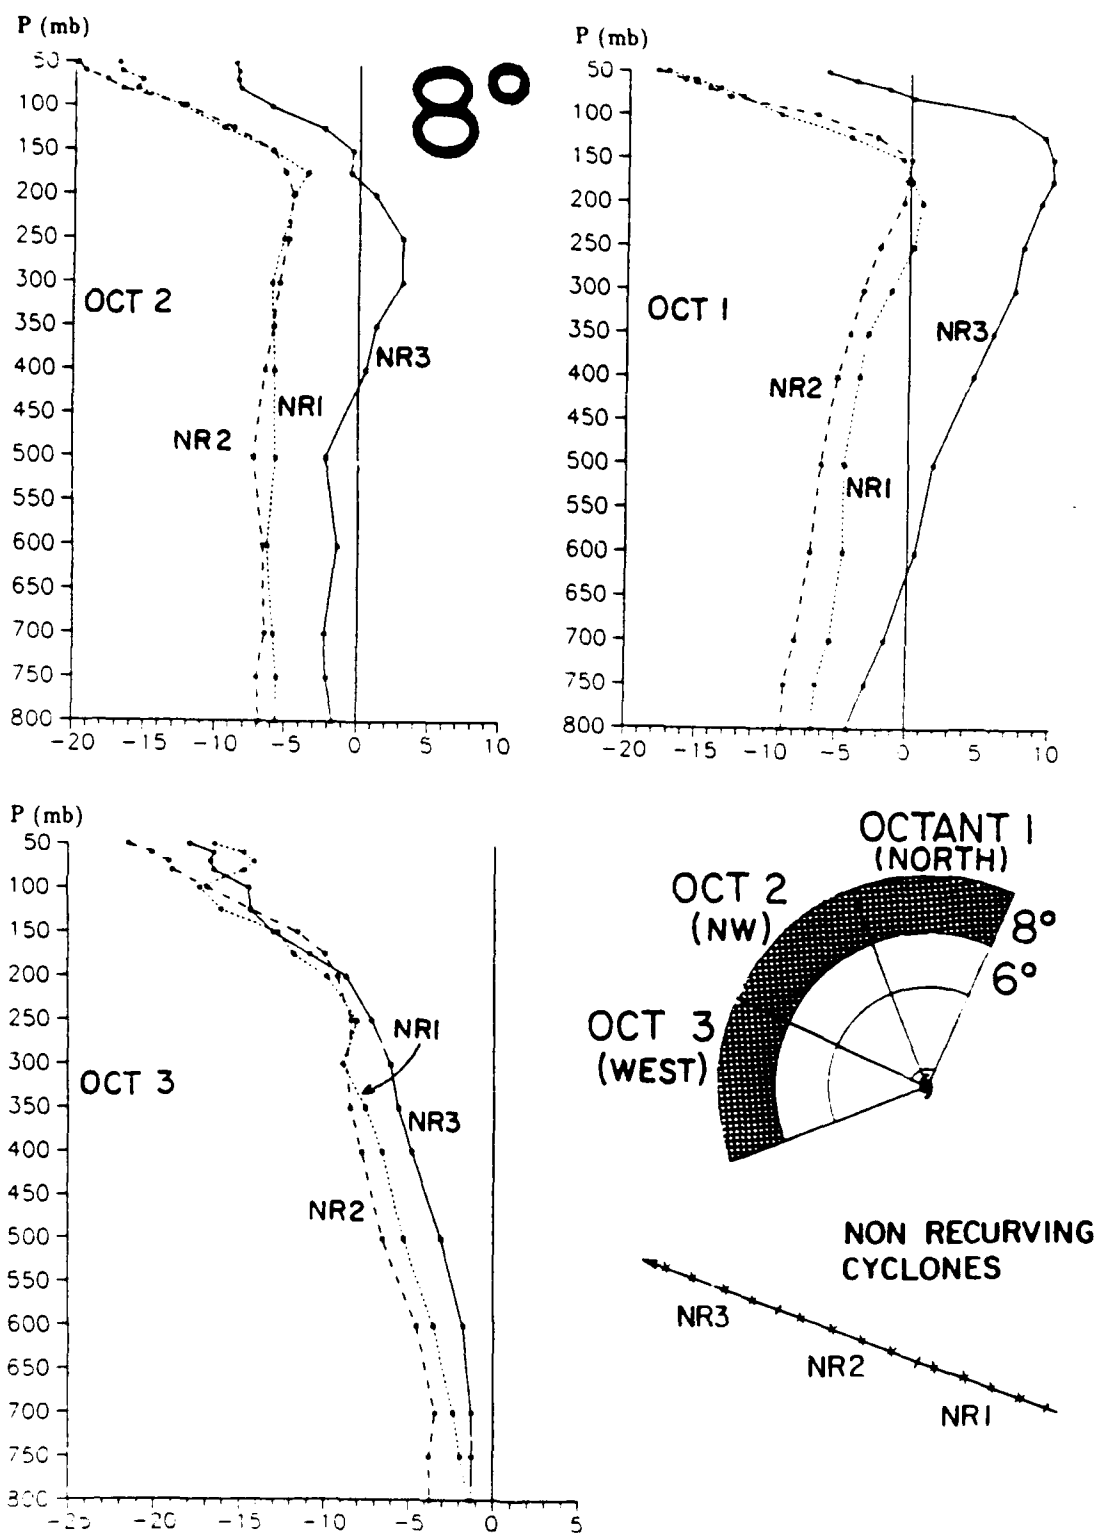 P (mb)
50
100
150
200
250
300
350
400
450
500
550
600
650
700
750
800
-20 -15 -10 -5 0 5 10
8°
OCT 2
NR3
NR1
NR2
P (mb)
50
100
150
200
250
300
350
400
450
500
550
600
650
700
750
800
-20 -15 -10 -5 0 5 10
OCT 1
NR3
NR2
NR1
P (mb)
50
100
150
200
250
300
350
400
450
500
550
600
650
700
750
800
-25 -20 -15 -10 -5 0 5
OCT 3
NR1
NR3
NR2
OCTANT 1
(NORTH)
OCT 2
(NW)
8°
6°
OCT 3
(WEST)
NON RECURVING
CYCLONES
NR3
NR2
NR1